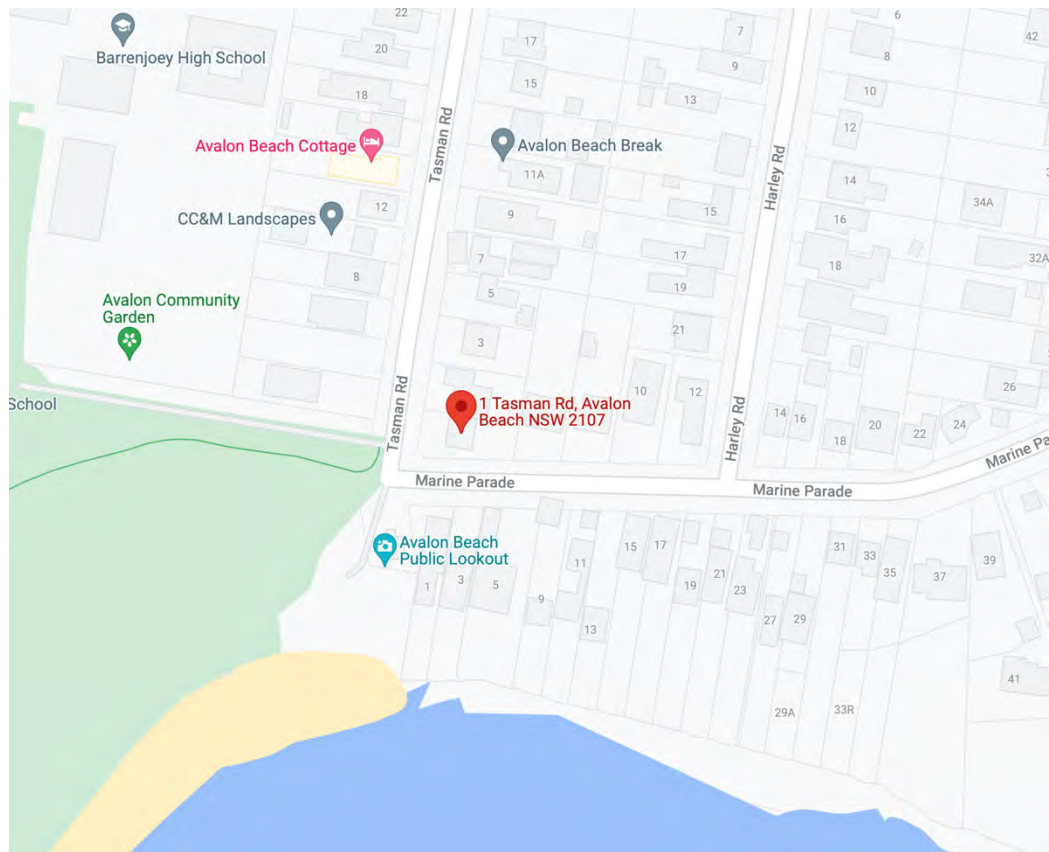 22
17
7
6
42
20
Barrenjoey High School
9
8
15
18
13
10
Avalon Beach Cottage
Avalon Beach Break
12
Tasman Rd
Harley Rd
11A
14
12
34A
CC&M Landscapes
9
15
16
7
17
32A
18
8
5
19
Avalon Community
Garden
3
21
10
12
26
School
1 Tasman Rd, Avalon
Beach NSW 2107
Tasman Rd
Harley Rd
14
16
18
20
22
24
Marine Pa
Marine Parade
Marine Parade
Avalon Beach
Public Lookout
1
3
5
11
15
17
31
33
39
19
21
35
37
23
9
27
29
13
41
29A
33R